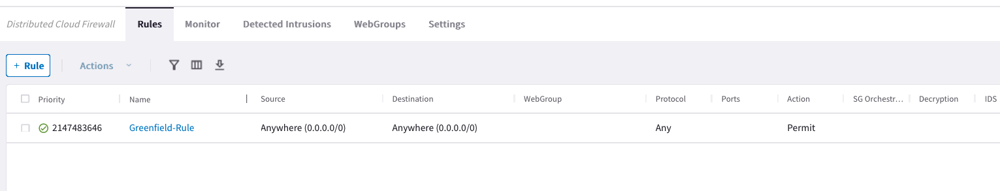 Distributed Cloud Firewall Rules Monitor Detected Intrusions WebGroups Settings
+ Rule Actions
Priority Name Source Destination WebGroup Protocol Ports Action SG Orchestr... Decryption IDS
2147483646 Greenfield-Rule Anywhere (0.0.0.0/0) Anywhere (0.0.0.0/0) Any Permit